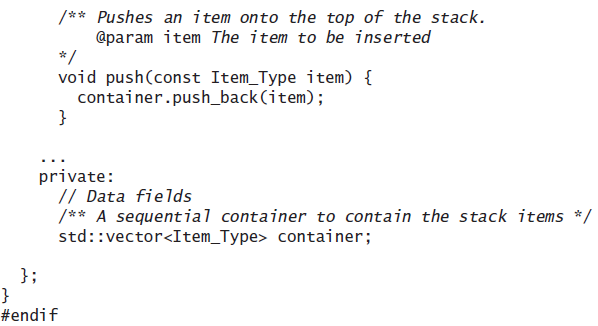 /** Pushes an item onto the top of the stack.
@param item The item to be inserted
*/
void push(const Item_Type item) {
container.push_back(item);
}
...
private:
// Data fields
/** A sequential container to contain the stack items */
std::vector<Item_Type> container;
};
}
#endif